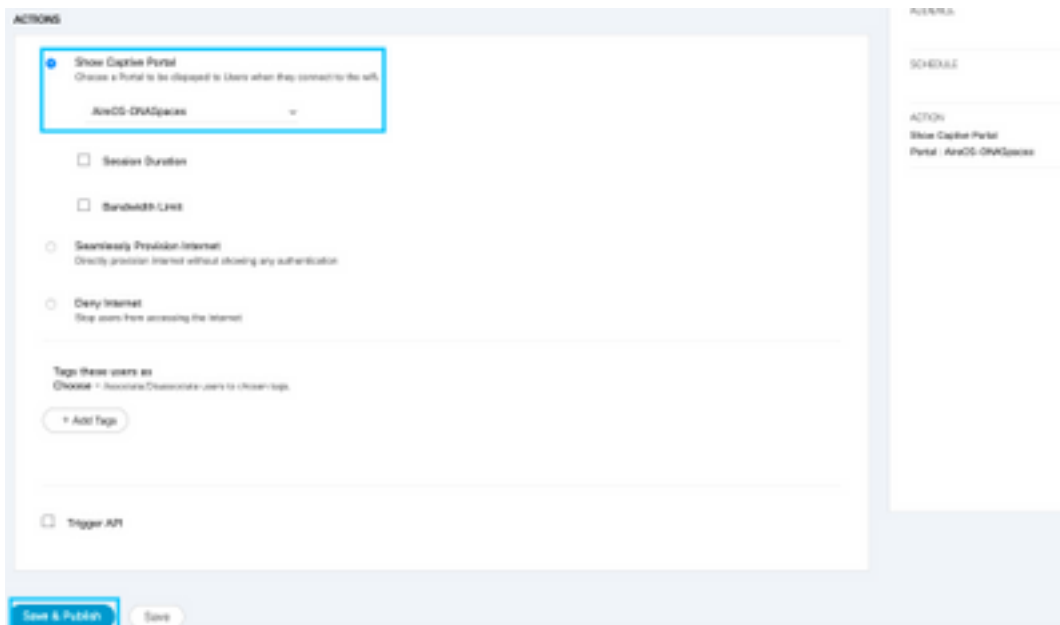 ACTIONS
Show Captive Portal
Choose a Portal to be displayed to Users when they connect to the wifi.
AireOS-DNASpaces
Session Duration
Bandwidth Limit
Seamlessly Provision Internet
Directly provision internet without showing any authentication
Deny Internet
Stop users from accessing the internet
Tags these users as
Choose - Associate/Disassociate users to chosen tags.
+ Add Tags
Trigger API
Save & Publish
Save
SCHEDULE
ACTION
Show Captive Portal
Portal : AireOS-DNASpaces